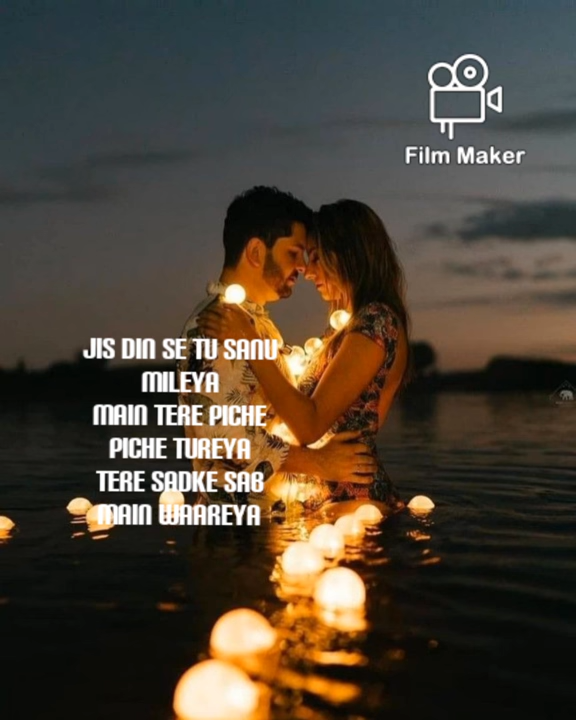 Film Maker
JIS DIN SE TU SANU
MILEYA
MAIN TERE PICHE
PICHE TUREYA
TERE SADKE SAB
MAIN WAAREYA